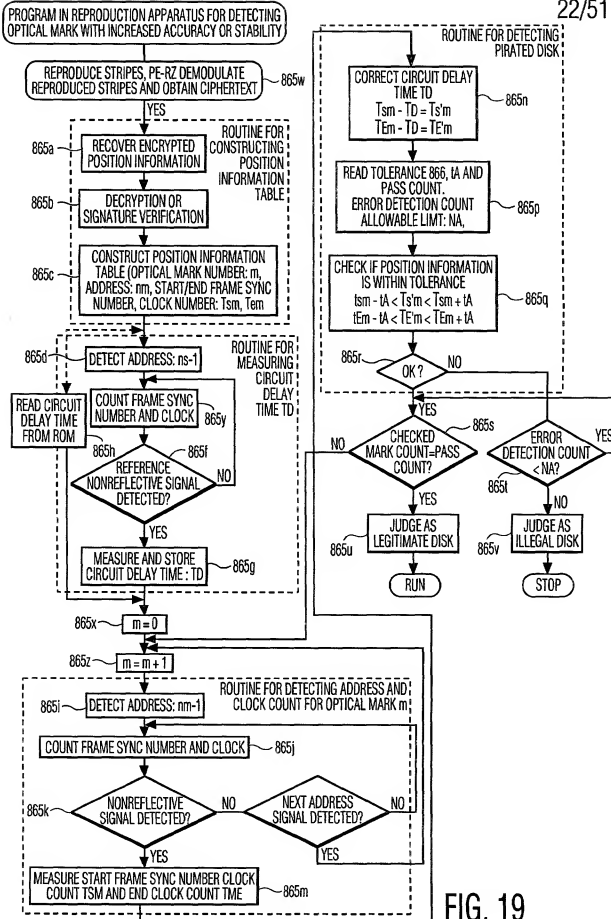 22/51
PROGRAM IN REPRODUCTION APPARATUS FOR DETECTING
OPTICAL MARK WITH INCREASED ACCURACY OR STABILITY
REPRODUCE STRIPES, PE-RZ DEMODULATE
REPRODUCED STRIPES AND OBTAIN CIPHERTEXT
865w
YES
ROUTINE FOR
CONSTRUCTING
POSITION
INFORMATION
TABLE
865a
RECOVER ENCRYPTED
POSITION INFORMATION
865b
DECRYPTION OR
SIGNATURE VERIFICATION
865c
CONSTRUCT POSITION INFORMATION
TABLE (OPTICAL MARK NUMBER: m,
ADDRESS: nm, START/END FRAME SYNC
NUMBER, CLOCK NUMBER: Tsm, Tem)
865d
DETECT ADDRESS: ns-1
ROUTINE FOR
MEASURING
CIRCUIT
DELAY
TIME TD
COUNT FRAME SYNC
NUMBER AND CLOCK
865y
READ CIRCUIT
DELAY TIME
FROM ROM
865h
865f
REFERENCE
NONREFLECTIVE SIGNAL
DETECTED?
NO
YES
MEASURE AND STORE
CIRCUIT DELAY TIME : TD
865g
865x
m = 0
865z
m = m + 1
ROUTINE FOR DETECTING ADDRESS AND
CLOCK COUNT FOR OPTICAL MARK m
865i
DETECT ADDRESS: nm-1
COUNT FRAME SYNC NUMBER AND CLOCK
865j
865k
NONREFLECTIVE
SIGNAL DETECTED?
NO
NEXT ADDRESS
SIGNAL DETECTED?
NO
YES
YES
MEASURE START FRAME SYNC NUMBER CLOCK
COUNT TSM AND END CLOCK COUNT TME
865m
ROUTINE FOR DETECTING
PIRATED DISK
CORRECT CIRCUIT DELAY
TIME TD
Tsm - TD = Ts'm
TEm - TD = TE'm
865n
READ TOLERANCE 866, tA AND
PASS COUNT.
ERROR DETECTION COUNT
ALLOWABLE LIMT: NA,
865p
CHECK IF POSITION INFORMATION
IS WITHIN TOLERANCE
tsm - tA < Ts'm < Tsm + tA
tEm - tA < TE'm < TEm + tA
865q
865r
OK?
NO
YES
865s
NO
CHECKED
MARK COUNT=PASS
COUNT?
ERROR
DETECTION COUNT
<NA?
YES
865t
YES
NO
865u
JUDGE AS
LEGITIMATE DISK
865v
JUDGE AS
ILLEGAL DISK
RUN
STOP
FIG. 19